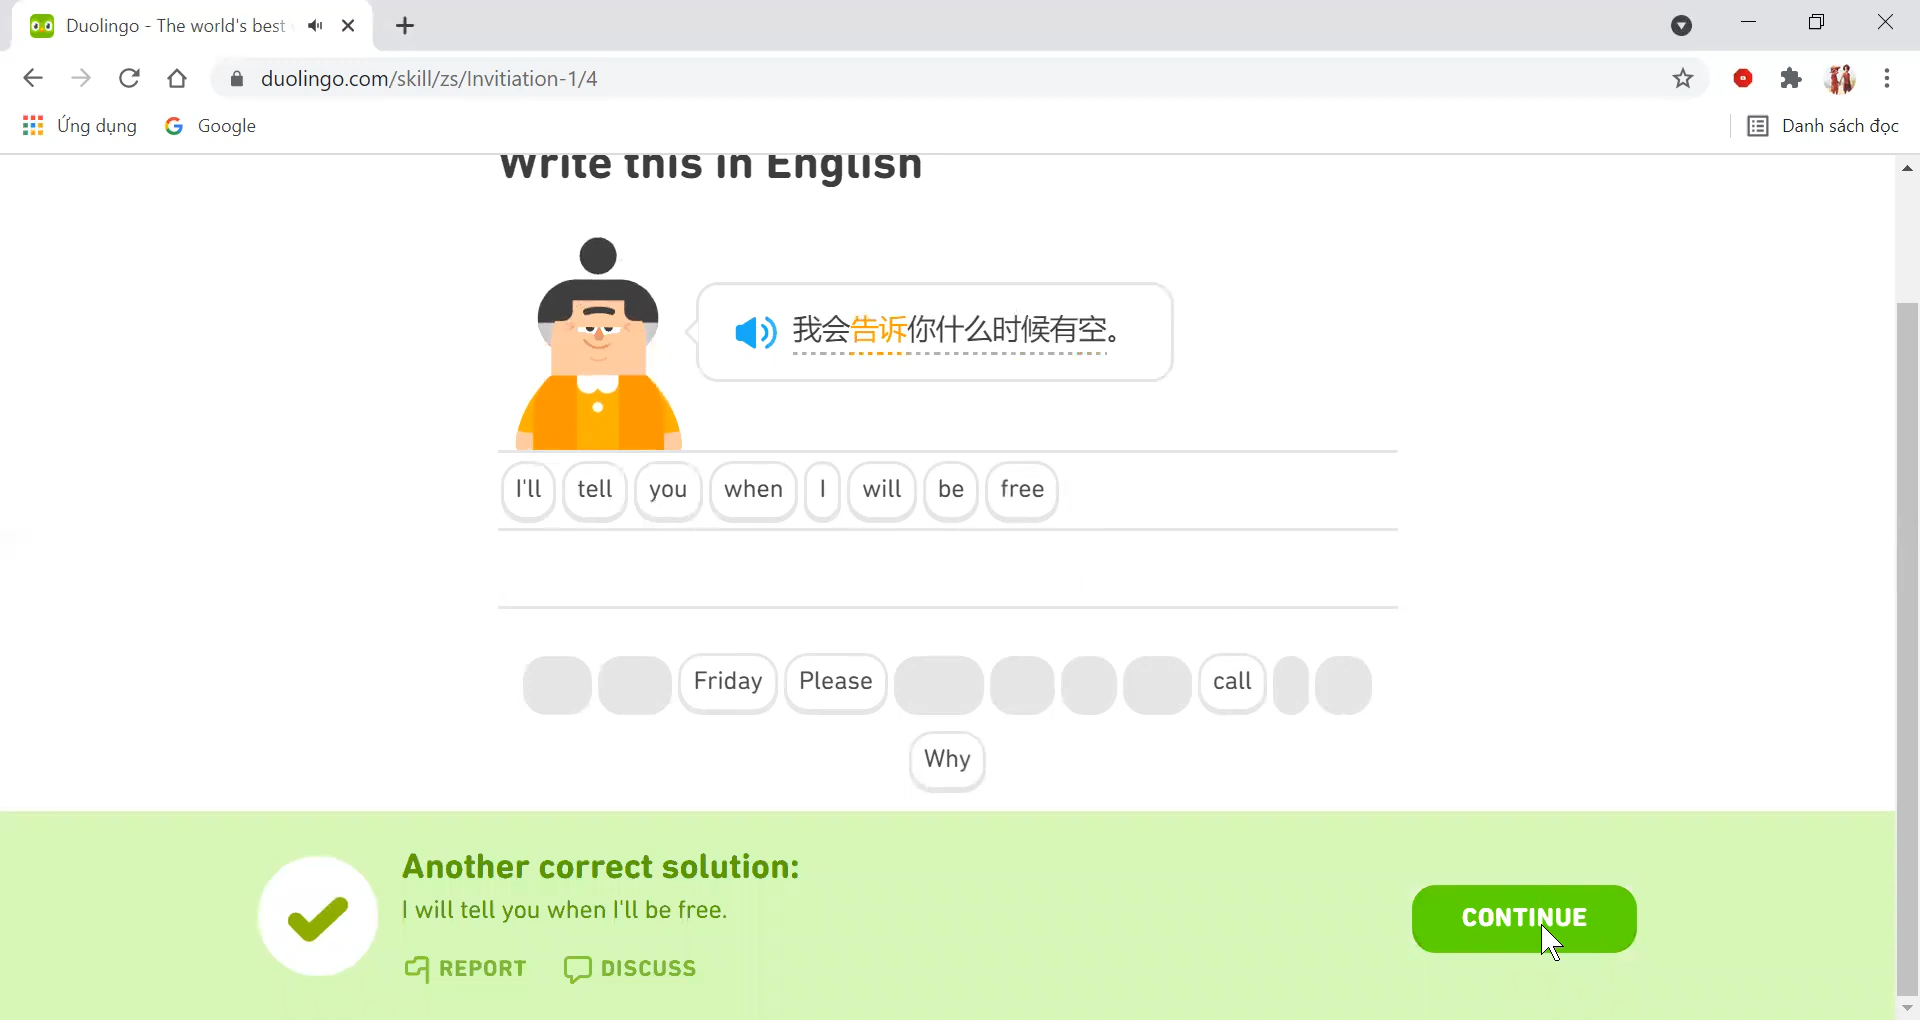 Duolingo - The world's best
duolingo.com/skill/zs/Invitiation-1/4
Ứng dụng Google Danh sách đọc
Write this in English
我会告诉你什么时候有空。
I'll tell you when I will be free
Friday Please call
Why
Another correct solution:
I will tell you when I'll be free.
REPORT DISCUSS
CONTINUE